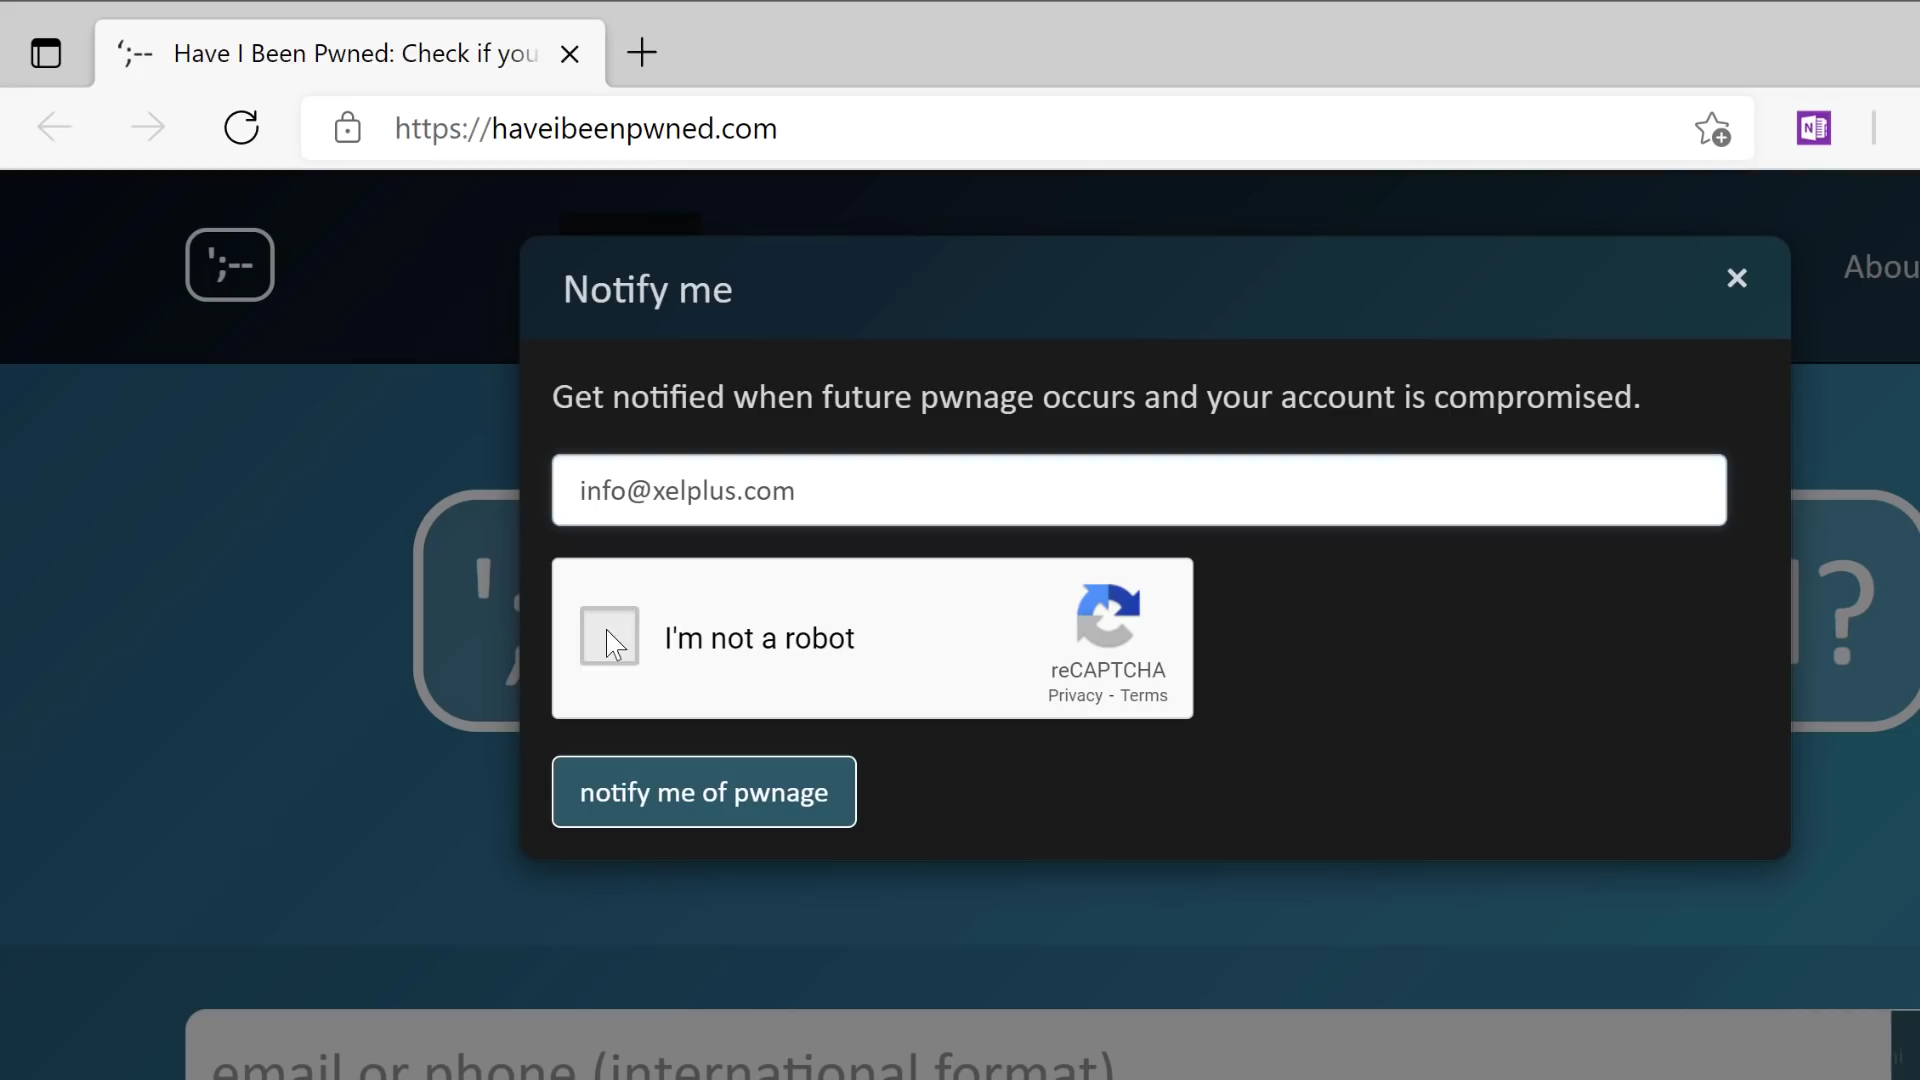 ';-- Have I Been Pwned: Check if you
https://haveibeenpwned.com
';--
Notify me
Get notified when future pwnage occurs and your account is compromised.
info@xelplus.com
I'm not a robot
reCAPTCHA
Privacy - Terms
notify me of pwnage
?
email or phone (international format)